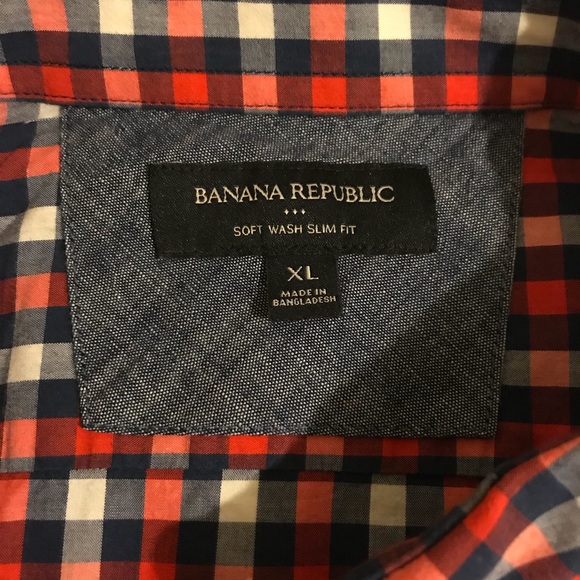 BANANA REPUBLIC
SOFT WASH SLIM FIT
XL
MADE IN
BANGLADESH